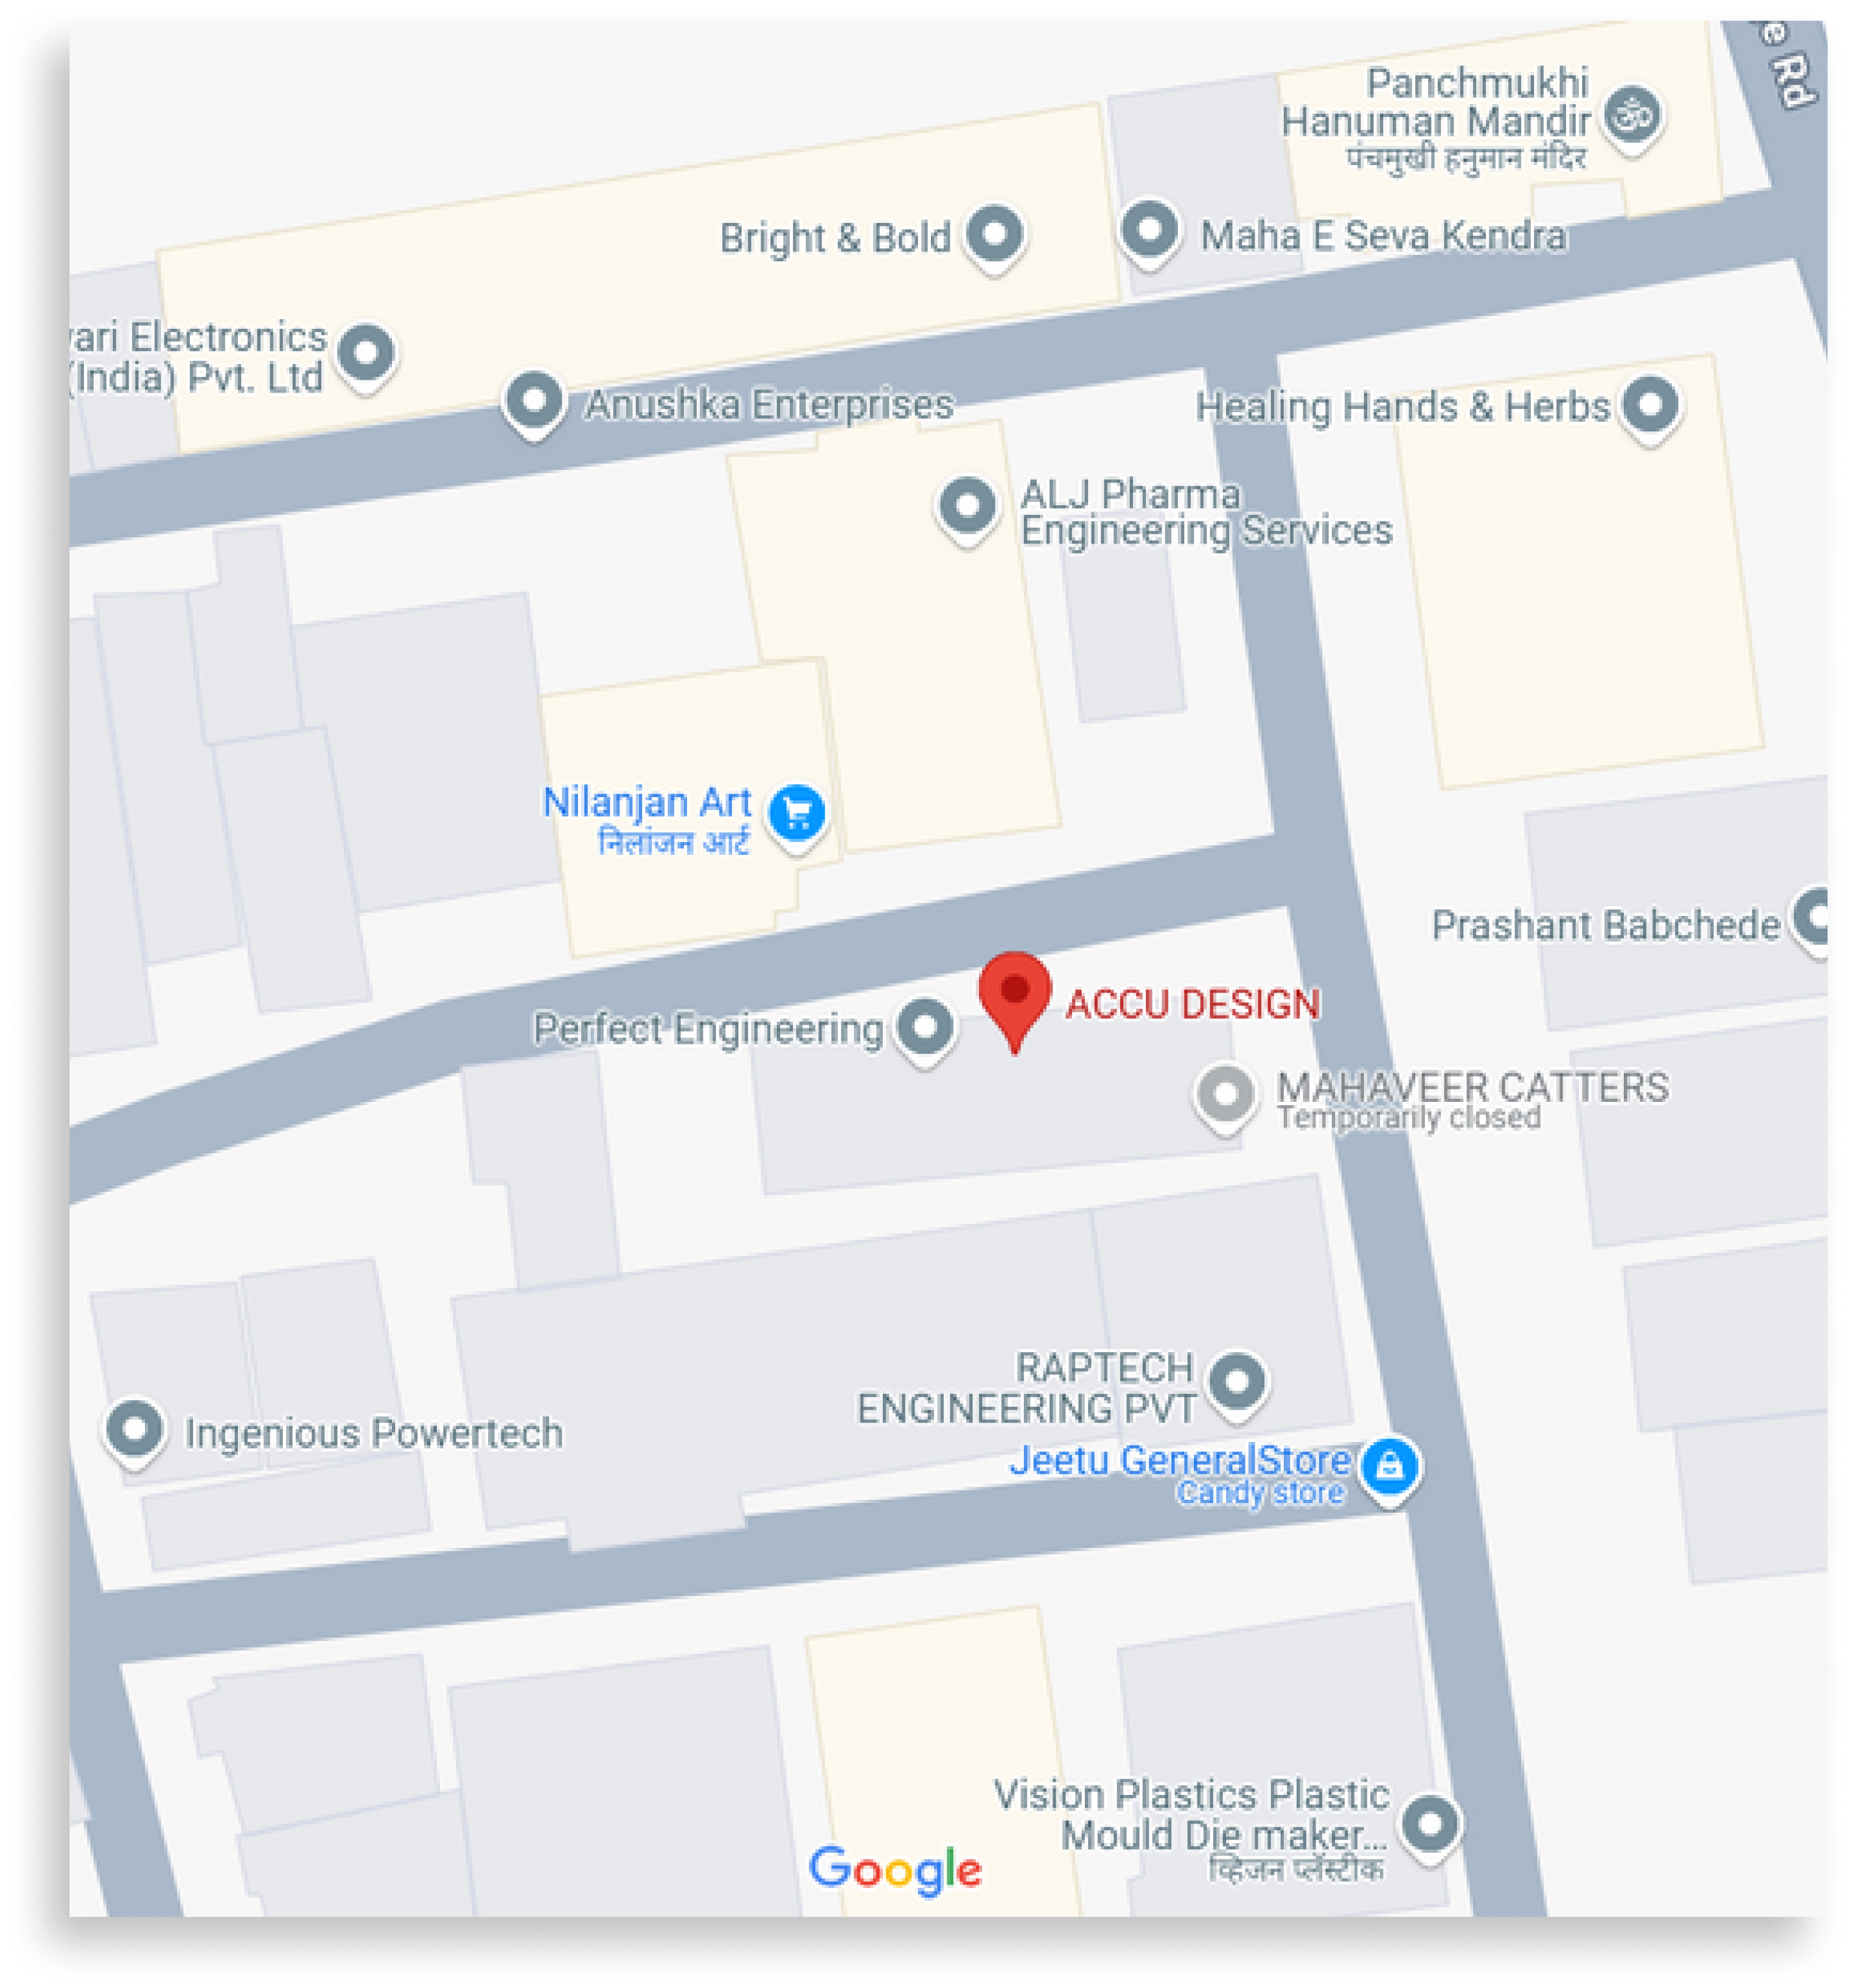 Rd
Panchmukhi
Hanuman Mandir
पंचमुखी हनुमान मंदिर
Bright & Bold
Maha E Seva Kendra
Electronics
(India) Pvt. Ltd
Anushka Enterprises
Healing Hands & Herbs
ALJ Pharma
Engineering Services
Nilanjan Art
निलांजन आर्ट
Prashant Babchede
Perfect Engineering
ACCU DESIGN
MAHAVEER CATTERS
Temporarily closed
RAPTECH
ENGINEERING PVT
Ingenious Powertech
Jeetu GeneralStore
Candy store
Vision Plastics Plastic
Mould Die maker...
व्हिजन प्लॅस्टीक
Google